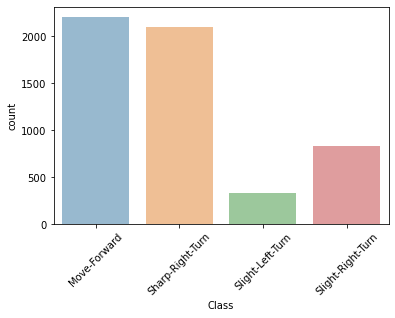 2000
1500
1000
500
0
count
Move-Forward
Sharp-Right-Turn
Slight-Left-Turn
Slight-Right-Turn
Class